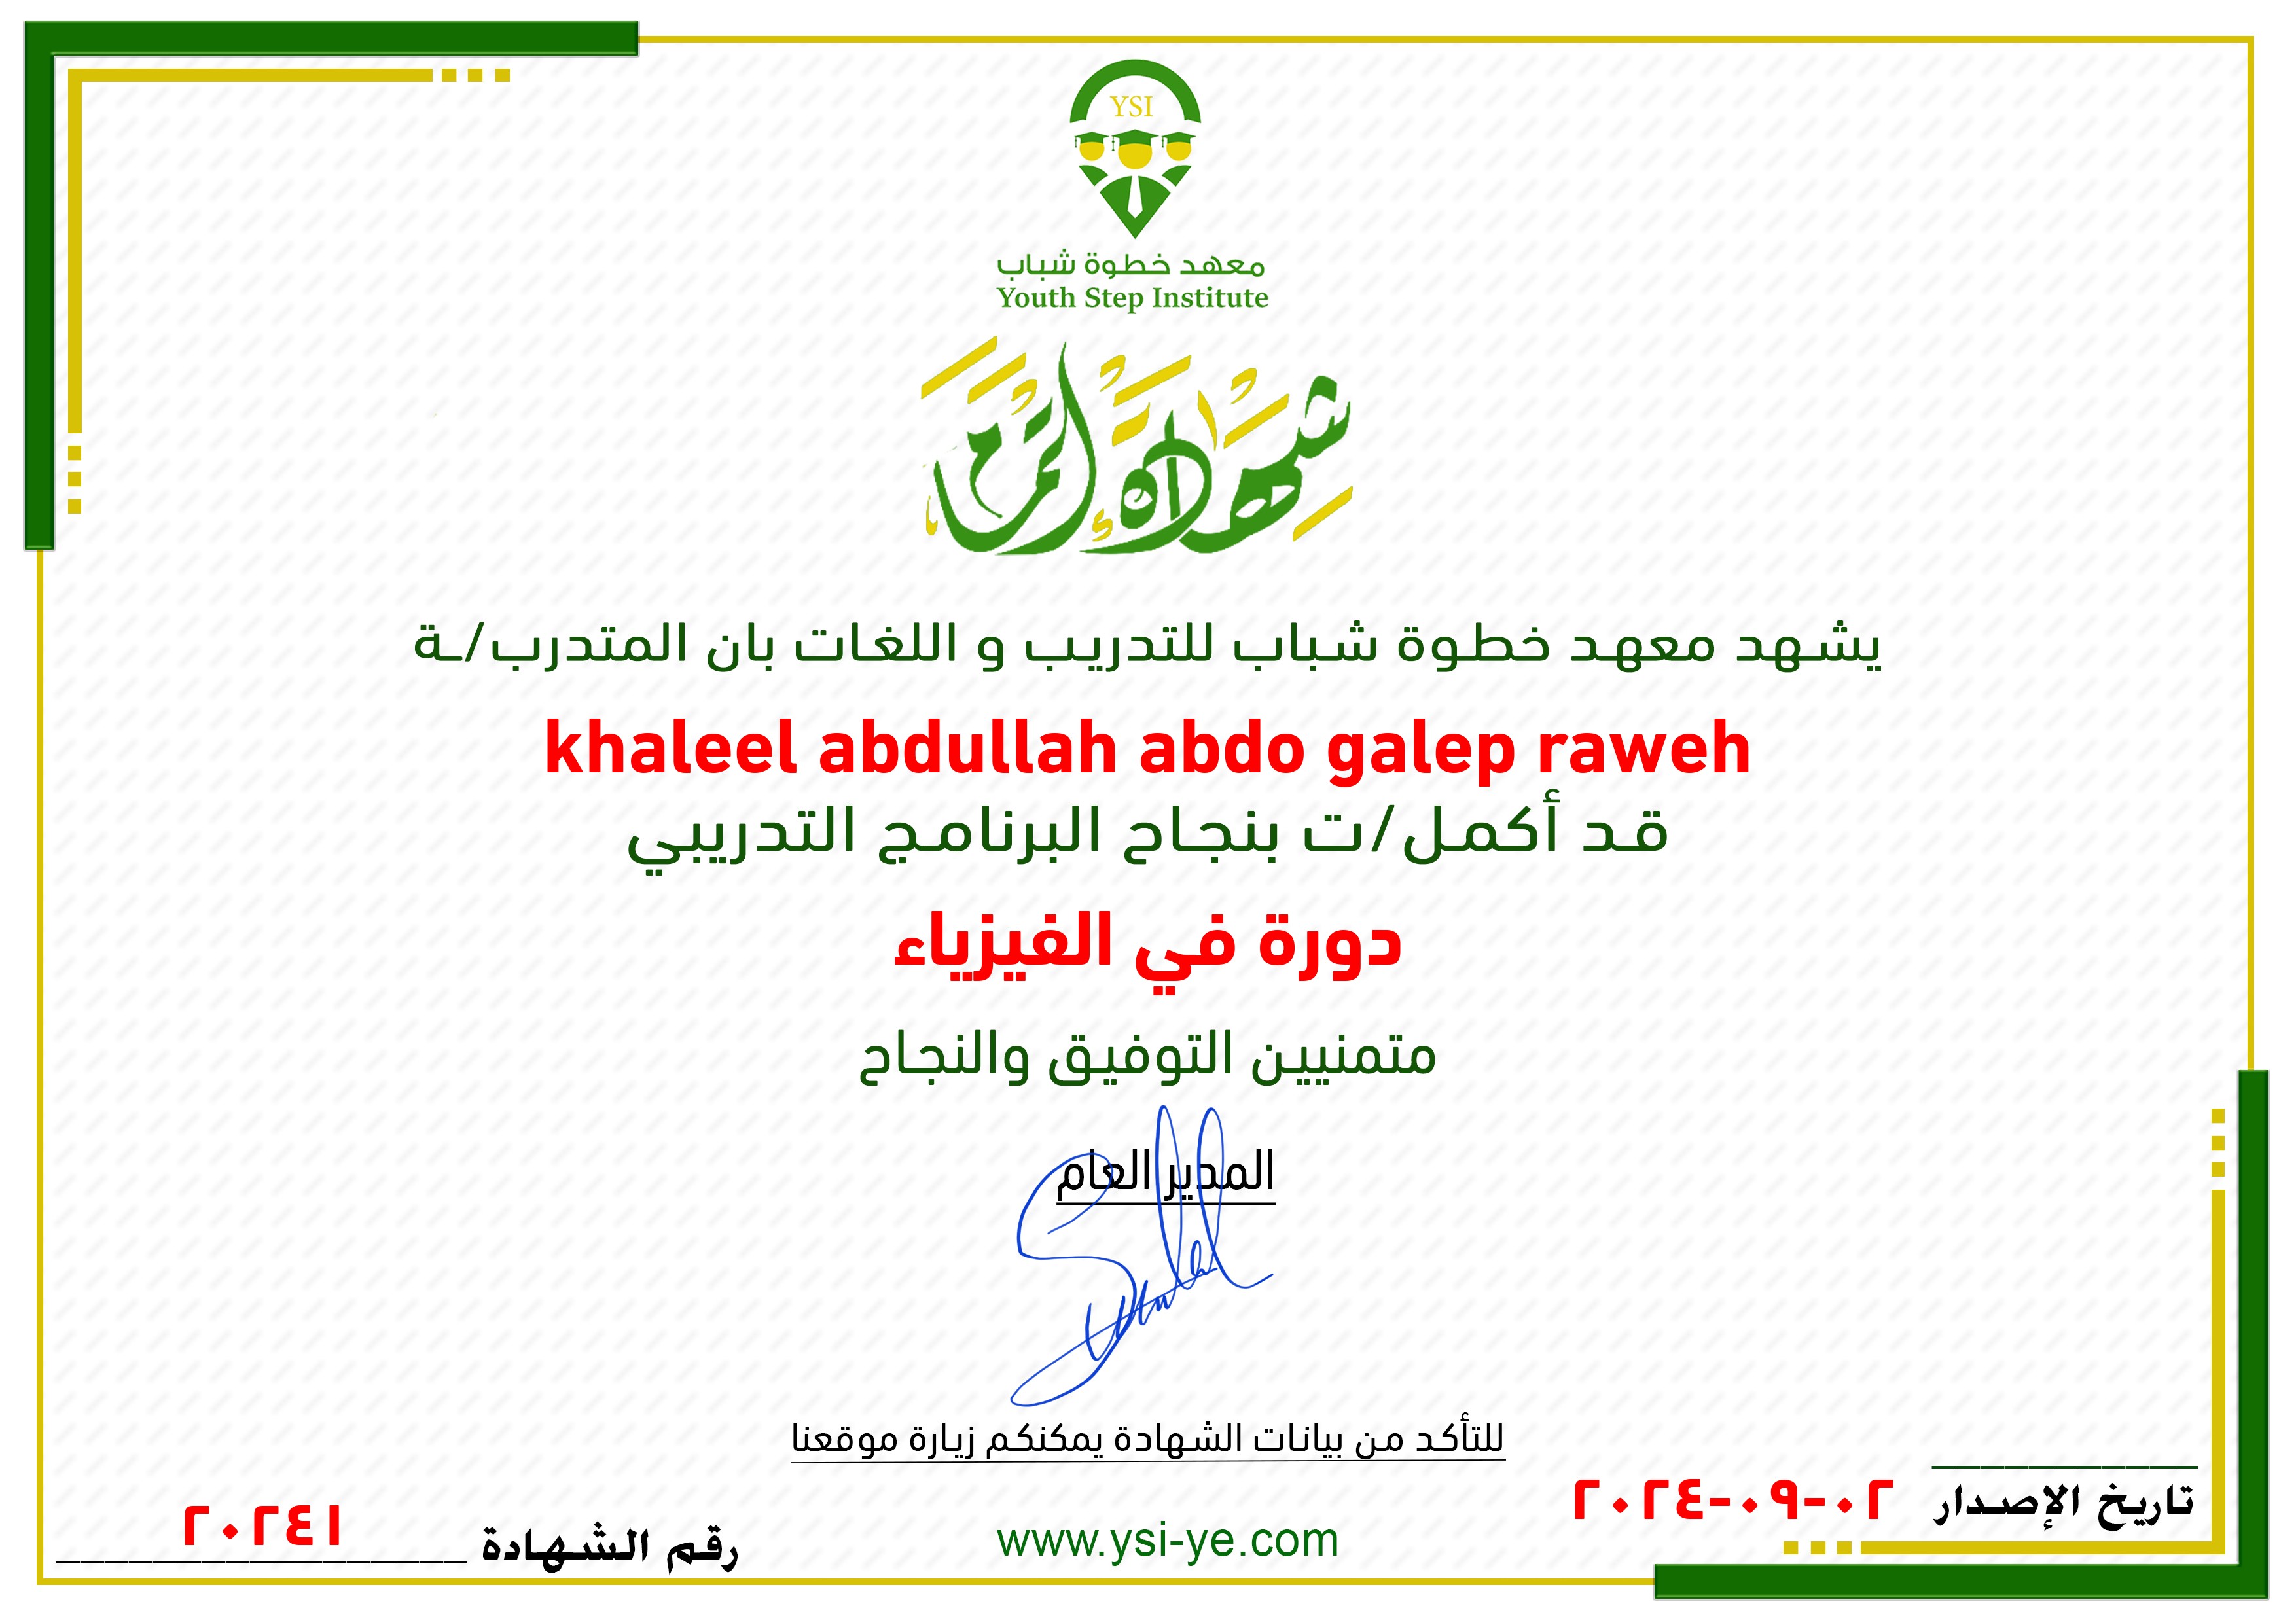 YSI
معهد خطوة شباب
Youth Step Institute
شهادة إتمام
يشهد معهد خطوة شباب للتدريب و اللغات بان المتدرب/ـة
khaleel abdullah abdo galep raweh
قد أكمل/ت بنجاح البرنامج التدريبي
دورة في الفيزياء
متمنيين التوفيق والنجاح
المدير العام
للتأكد من بيانات الشهادة يمكنكم زيارة موقعنا
تاريخ الإصدار ٢٠٢٤-٠٩-٠٢
www.ysi-ye.com
رقم الشهادة ٢٠٢٤١